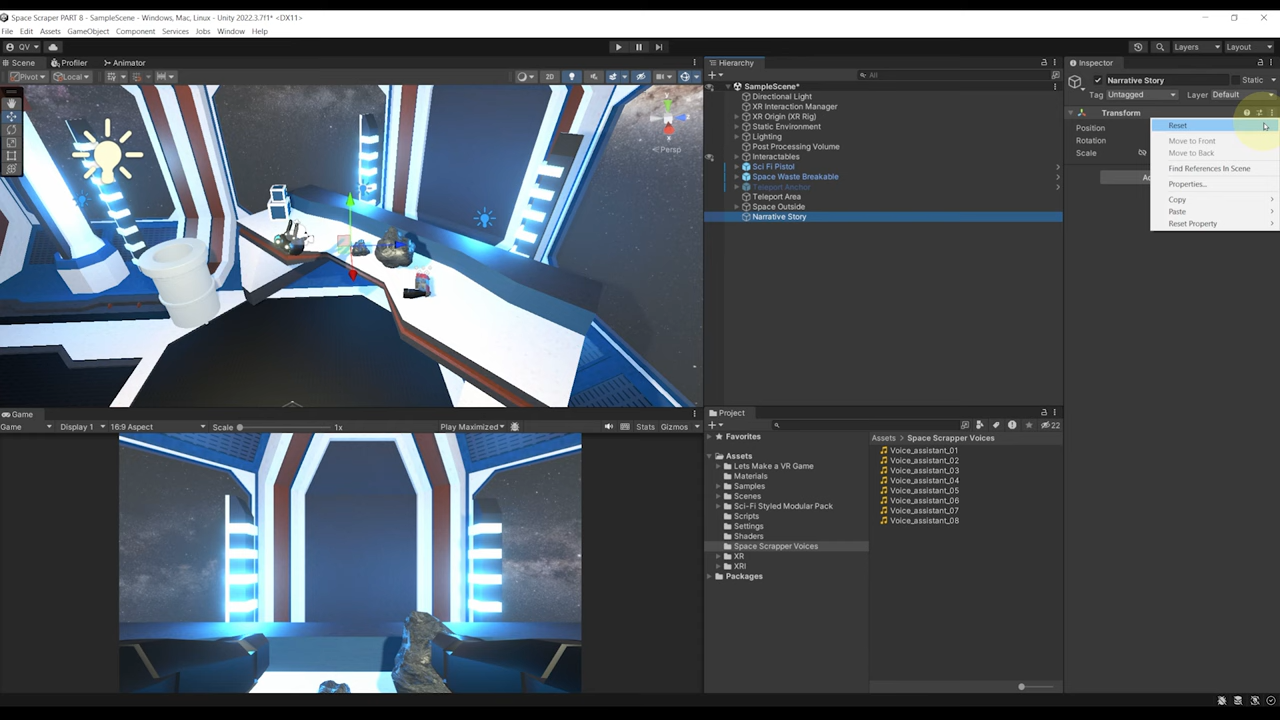 Space Scraper PART 8 - SampleScene - Windows, Mac, Linux - Unity 2022.3.7f1* <DX11>
File Edit Assets GameObject Component Services Jobs Window Help
QV
Layers Layout
Scene Profiler Animator
Pivot Local
2D
y
Persp
Hierarchy
All
SampleScene*
Directional Light
XR Interaction Manager
XR Origin (XR Rig)
Static Environment
Lighting
Post Processing Volume
Interactables
Sci Fi Pistol
Space Waste Breakable
Teleport Anchor
Teleport Area
Space Outside
Narrative Story
Inspector
Narrative Story Static
Tag Untagged Layer Default
Transform
Position
Rotation
Scale
Reset
Move to Front
Move to Back
Find References In Scene
Properties...
Copy
Paste
Reset Property
Game
Game Display 1 16:9 Aspect Scale 1x Play Maximized Stats Gizmos
Project
22
Favorites
Assets
Lets Make a VR Game
Materials
Samples
Scenes
Sci-Fi Styled Modular Pack
Scripts
Settings
Shaders
Space Scrapper Voices
XR
XRI
Packages
Assets > Space Scrapper Voices
Voice_assistant_01
Voice_assistant_02
Voice_assistant_03
Voice_assistant_04
Voice_assistant_05
Voice_assistant_06
Voice_assistant_07
Voice_assistant_08